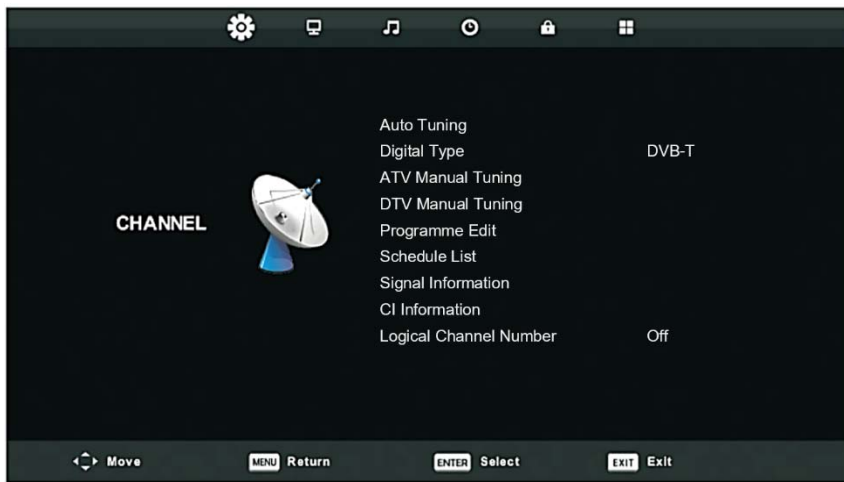 CHANNEL
Auto Tuning
Digital Type DVB-T
ATV Manual Tuning
DTV Manual Tuning
Programme Edit
Schedule List
Signal Information
CI Information
Logical Channel Number Off
Move MENU Return ENTER Select EXIT Exit